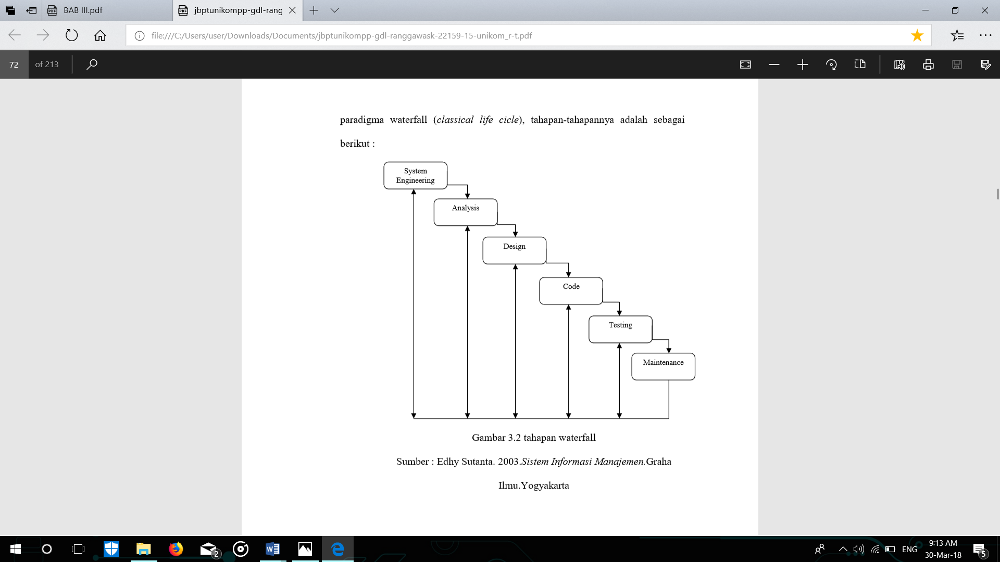 BAB III.pdf
jbptunikompp-gdl-rang
file:///C:/Users/user/Downloads/Documents/jbptunikompp-gdl-ranggawask-22159-15-unikom_r-t.pdf
72 of 213
paradigma waterfall (classical life cicle), tahapan-tahapannya adalah sebagai
berikut :
System
Engineering
Analysis
Design
Code
Testing
Maintenance
Gambar 3.2 tahapan waterfall
Sumber : Edhy Sutanta. 2003.Sistem Informasi Manajemen.Graha
Ilmu.Yogyakarta
2
ENG
9:13 AM
30-Mar-18
5